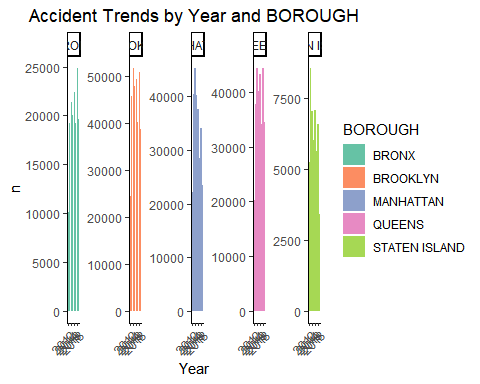 Accident Trends by Year and BOROUGH
25000
20000
15000
10000
5000
0
50000
40000
30000
20000
10000
0
40000
30000
20000
10000
0
40000
30000
20000
10000
0
7500
5000
2500
0
n
Year
BOROUGH
BRONX
BROOKLYN
MANHATTAN
QUEENS
STATEN ISLAND